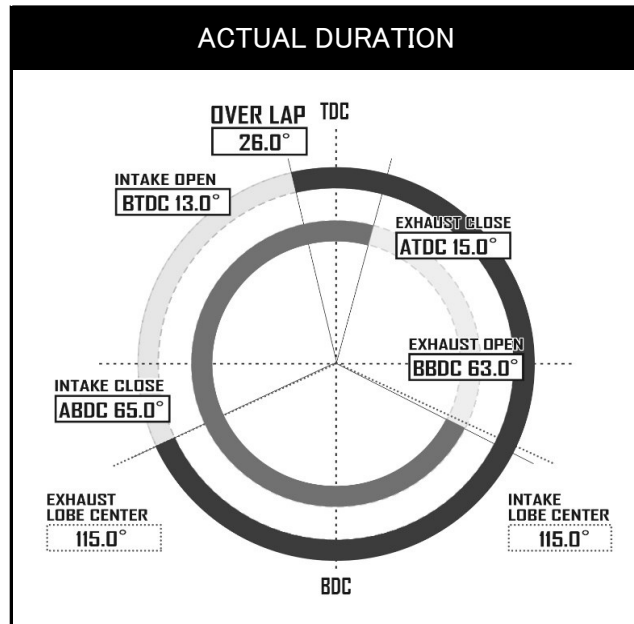 ACTUAL DURATION
OVER LAP
26.0°
TDC
INTAKE OPEN
BTDC 13.0°
EXHAUST CLOSE
ATDC 15.0°
EXHAUST OPEN
BBDC 63.0°
INTAKE CLOSE
ABDC 65.0°
EXHAUST
LOBE CENTER
115.0°
INTAKE
LOBE CENTER
115.0°
BDC